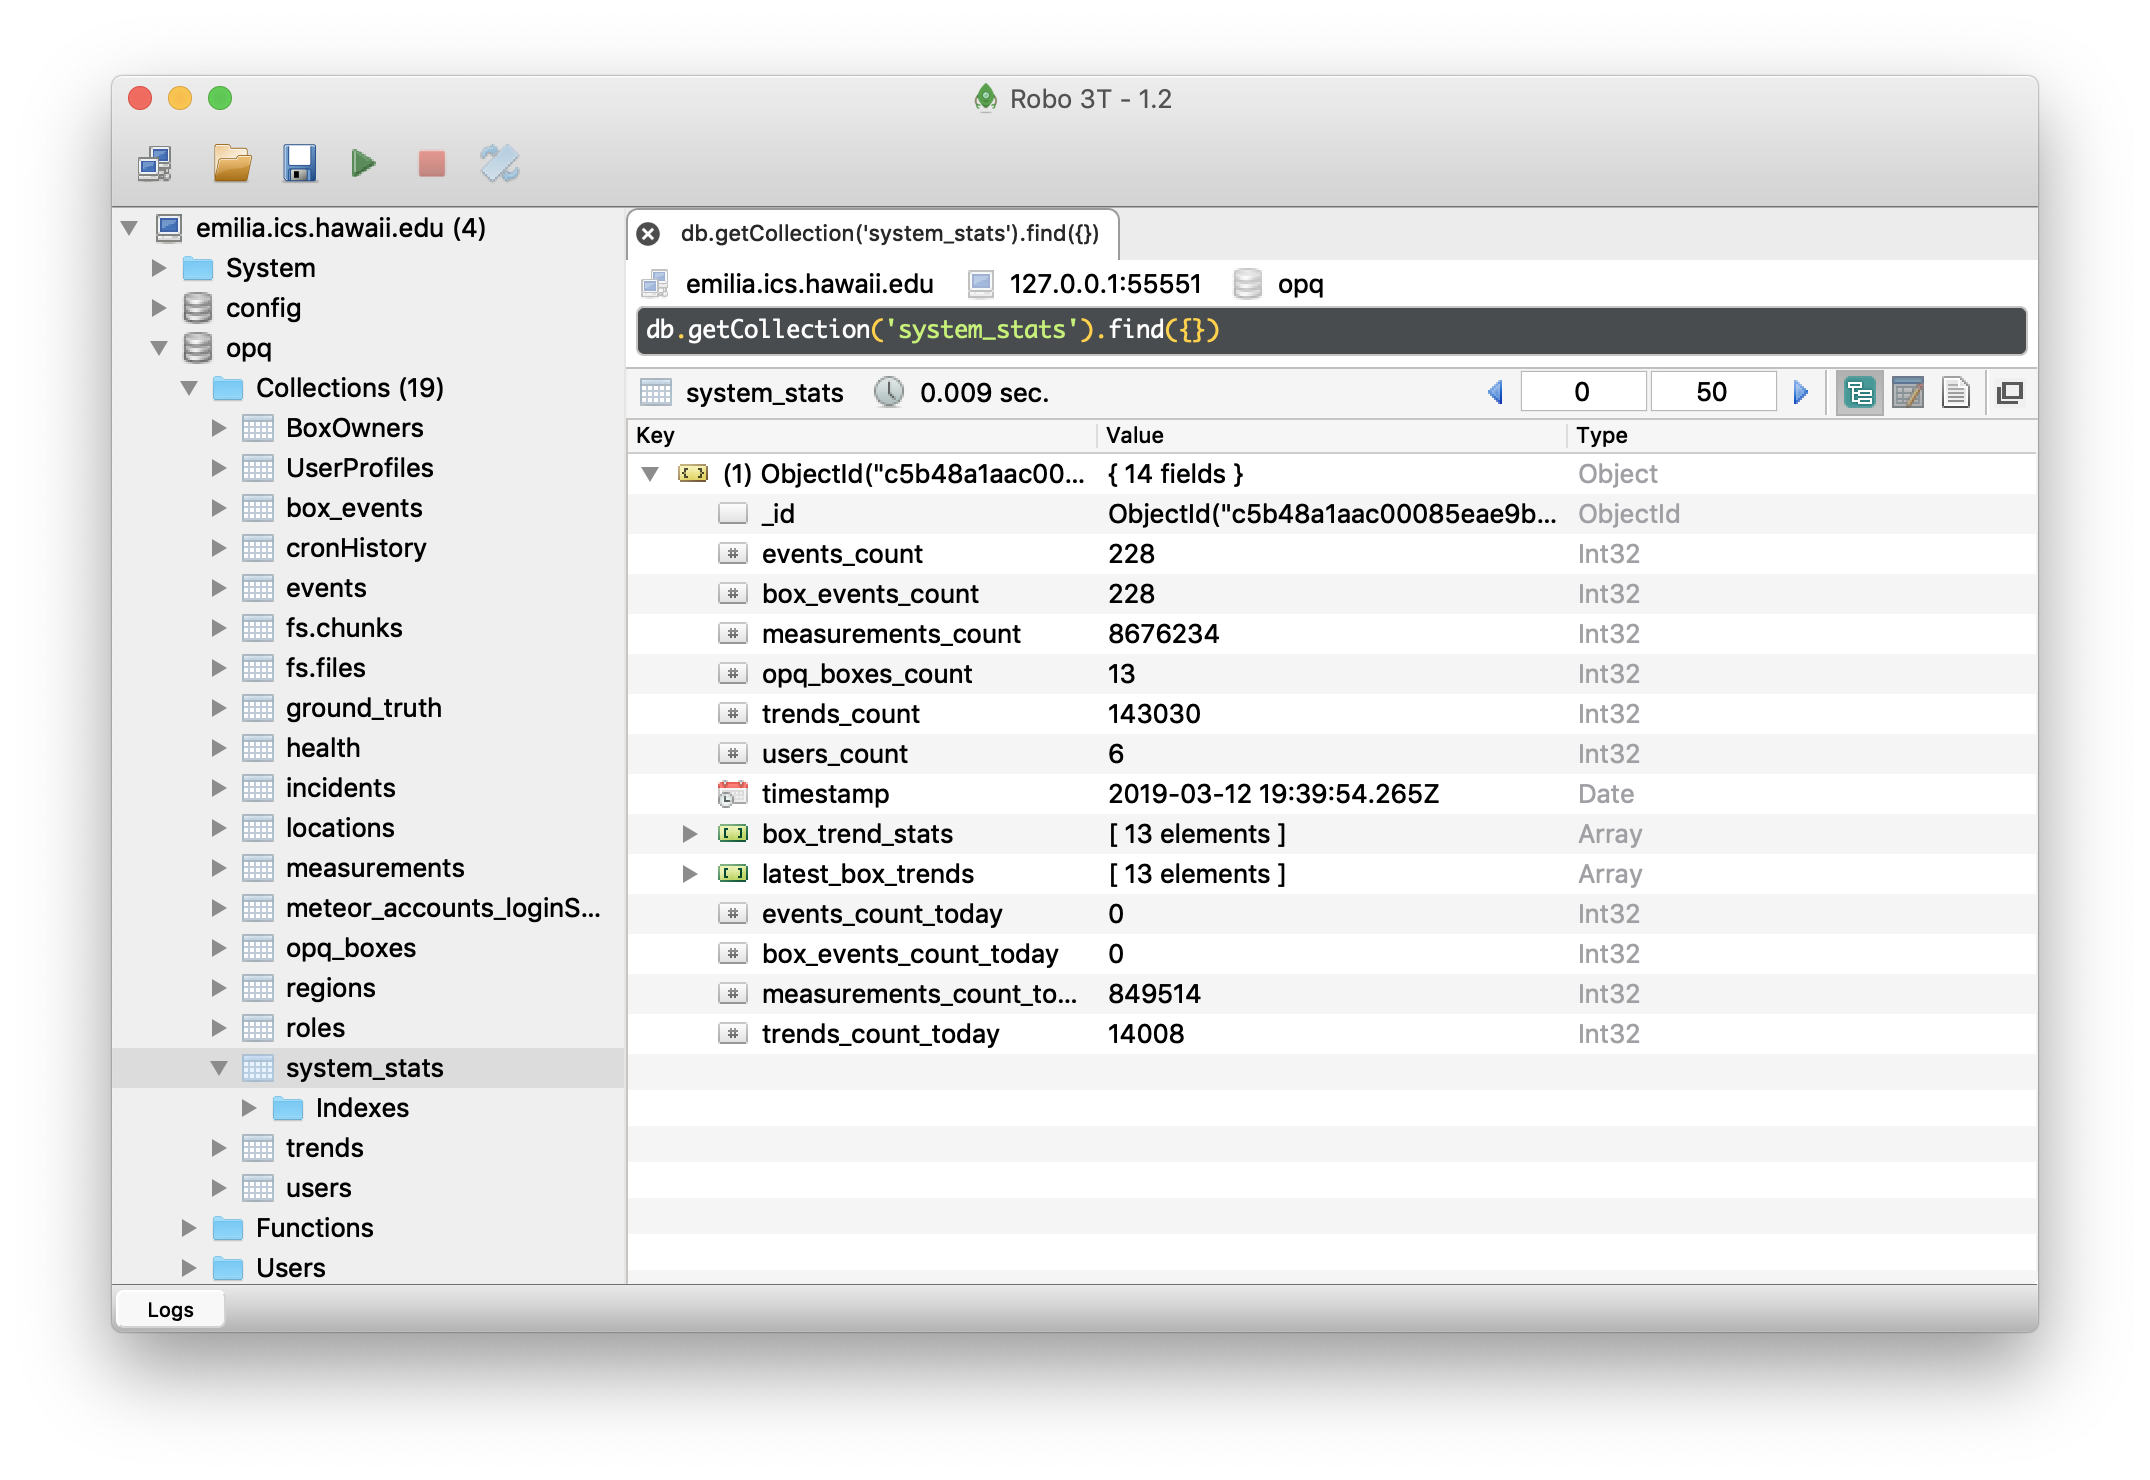 Robo 3T - 1.2
emilia.ics.hawaii.edu (4)
System
config
opq
Collections (19)
BoxOwners
UserProfiles
box_events
cronHistory
events
fs.chunks
fs.files
ground_truth
health
incidents
locations
measurements
meteor_accounts_loginS...
opq_boxes
regions
roles
system_stats
Indexes
trends
users
Functions
Users
Logs
db.getCollection('system_stats').find({})
emilia.ics.hawaii.edu 127.0.0.1:55551 opq
db.getCollection('system_stats').find({})
system_stats 0.009 sec. 0 50
Key Value Type
(1) ObjectId("c5b48a1aac00... { 14 fields } Object
_id ObjectId("c5b48a1aac00085eae9b... ObjectId
events_count 228 Int32
box_events_count 228 Int32
measurements_count 8676234 Int32
opq_boxes_count 13 Int32
trends_count 143030 Int32
users_count 6 Int32
timestamp 2019-03-12 19:39:54.265Z Date
box_trend_stats [ 13 elements ] Array
latest_box_trends [ 13 elements ] Array
events_count_today 0 Int32
box_events_count_today 0 Int32
measurements_count_to... 849514 Int32
trends_count_today 14008 Int32